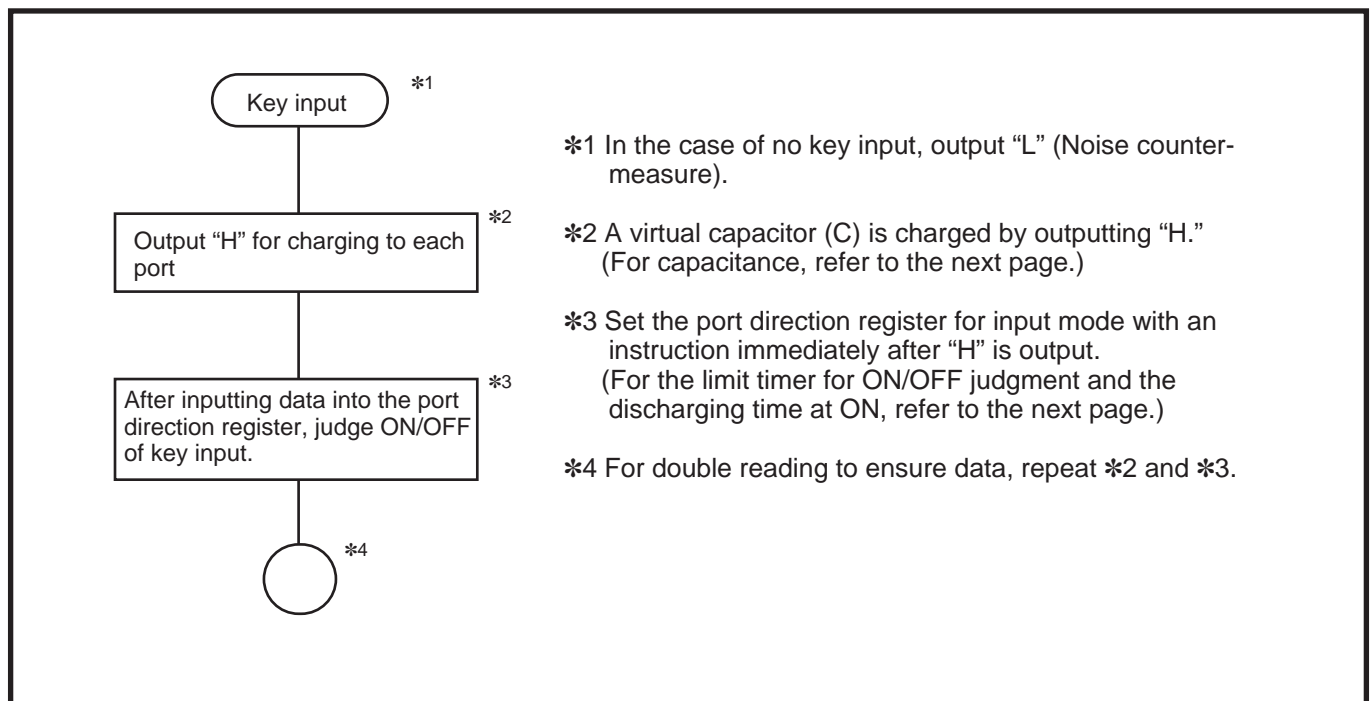 Key input
✽1
Output “H” for charging to each
port
✽2
After inputting data into the port
direction register, judge ON/OFF
of key input.
✽3
✽4
✽1 In the case of no key input, output “L” (Noise counter-
measure).
✽2 A virtual capacitor (C) is charged by outputting “H.”
(For capacitance, refer to the next page.)
✽3 Set the port direction register for input mode with an
instruction immediately after “H” is output.
(For the limit timer for ON/OFF judgment and the
discharging time at ON, refer to the next page.)
✽4 For double reading to ensure data, repeat ✽2 and ✽3.